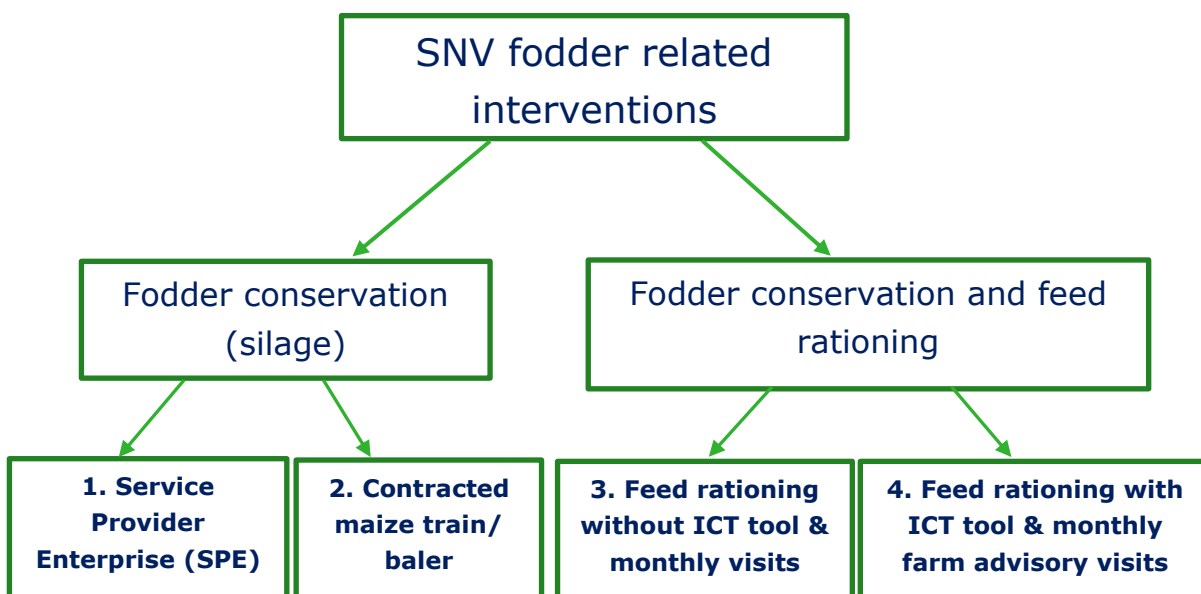 SNV fodder related
interventions
Fodder conservation
(silage)
Fodder conservation and feed
rationing
1. Service
Provider
Enterprise (SPE)
2. Contracted
maize train/
baler
3. Feed rationing
without ICT tool &
monthly visits
4. Feed rationing with
ICT tool & monthly
farm advisory visits